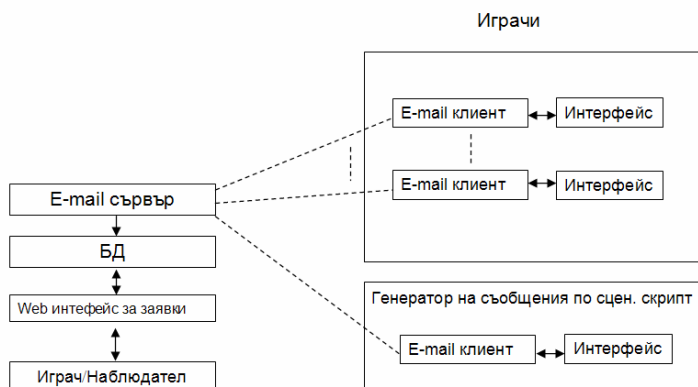 Играчи
E-mail клиент
Интерфейс
E-mail клиент
Интерфейс
E-mail сървър
БД
Web интефейс за заявки
Играч/Наблюдател
Генератор на съобщения по сцен. скрипт
E-mail клиент
Интерфейс